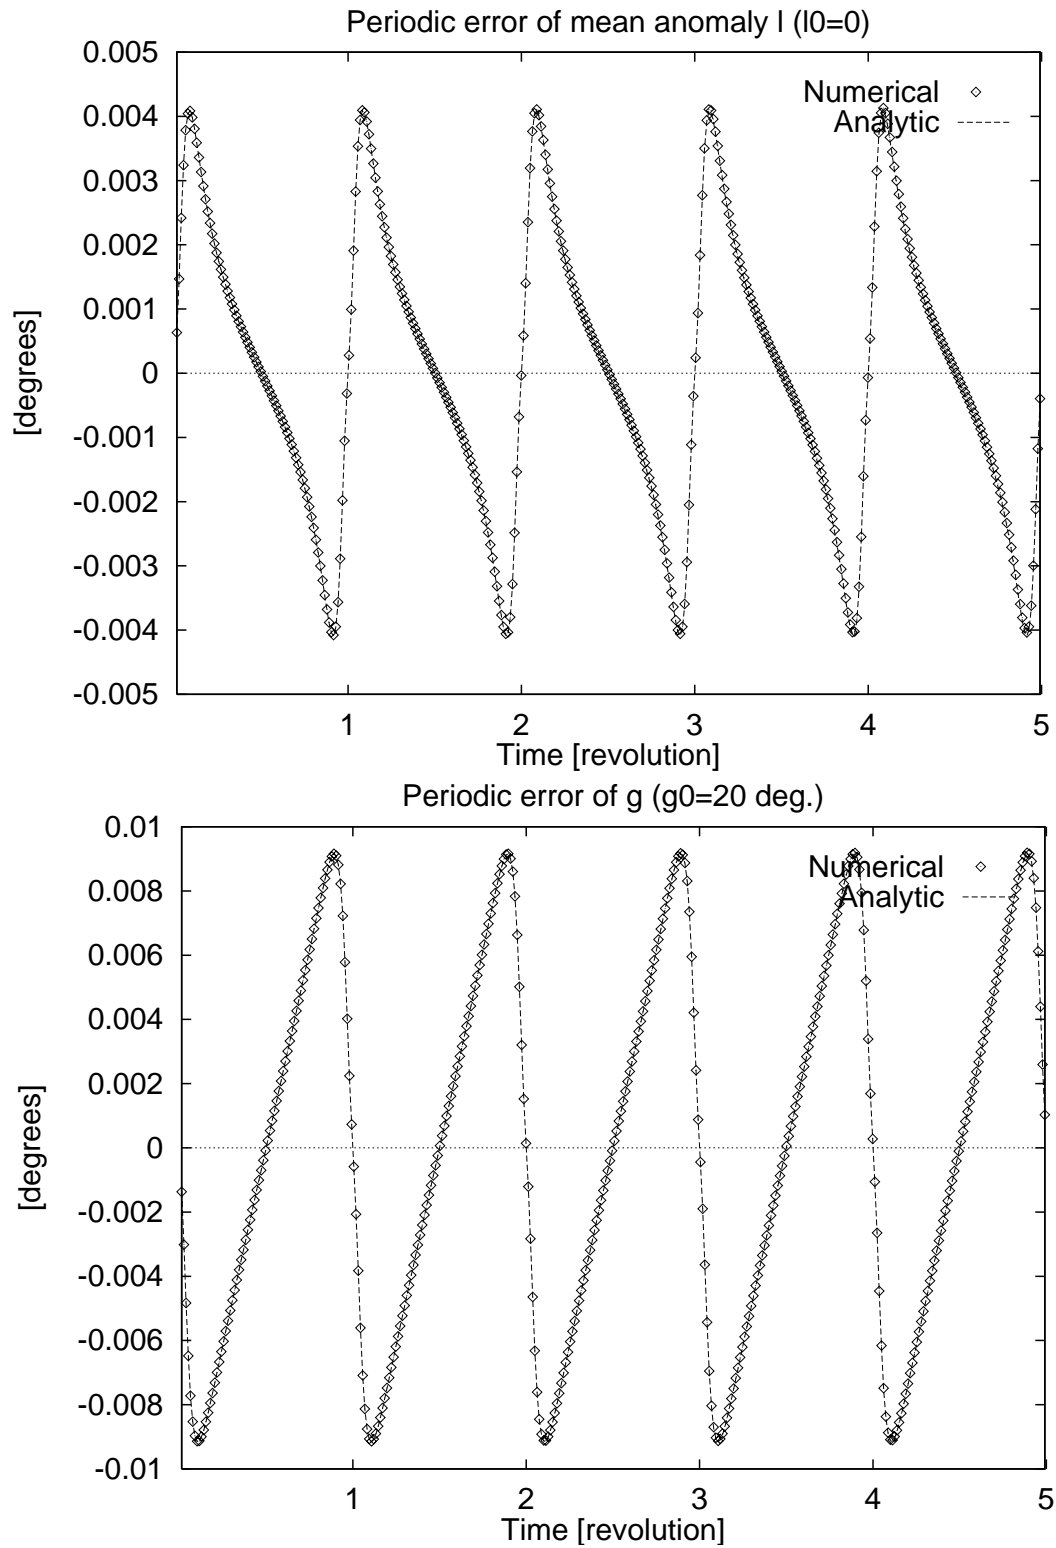 Periodic error of mean anomaly l (l0=0)
0.005
0.004
0.003
0.002
0.001
0
-0.001
-0.002
-0.003
-0.004
-0.005
[degrees]
Numerical
Analytic
1 2 3 4 5
Time [revolution]
Periodic error of g (g0=20 deg.)
0.01
0.008
0.006
0.004
0.002
0
-0.002
-0.004
-0.006
-0.008
-0.01
[degrees]
Numerical
Analytic
1 2 3 4 5
Time [revolution]